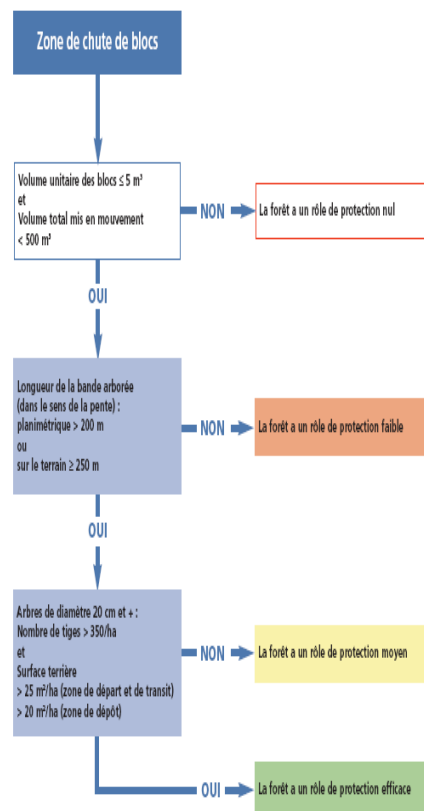 Zone de chute de blocs
Volume unitaire des blocs ≤ 5 m³
et
Volume total mis en mouvement
< 500 m³
NON
La forêt a un rôle de protection nul
OUI
Longueur de la bande arborée
(dans le sens de la pente) :
planimétrique > 200 m
ou
sur le terrain ≥ 250 m
NON
La forêt a un rôle de protection faible
OUI
Arbres de diamètre 20 cm et + :
Nombre de tiges > 350/ha
et
Surface terrière
> 25 m²/ha (zone de départ et de transit)
> 20 m²/ha (zone de dépôt)
NON
La forêt a un rôle de protection moyen
OUI
La forêt a un rôle de protection efficace